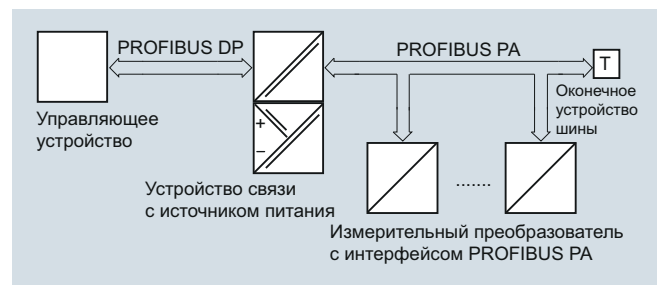 PROFIBUS DP
PROFIBUS PA
T
Оконечное
устройство
шины
Управляющее
устройство
+
–
Устройство связи
с источником питания
.......
Измерительный преобразователь
с интерфейсом PROFIBUS PA